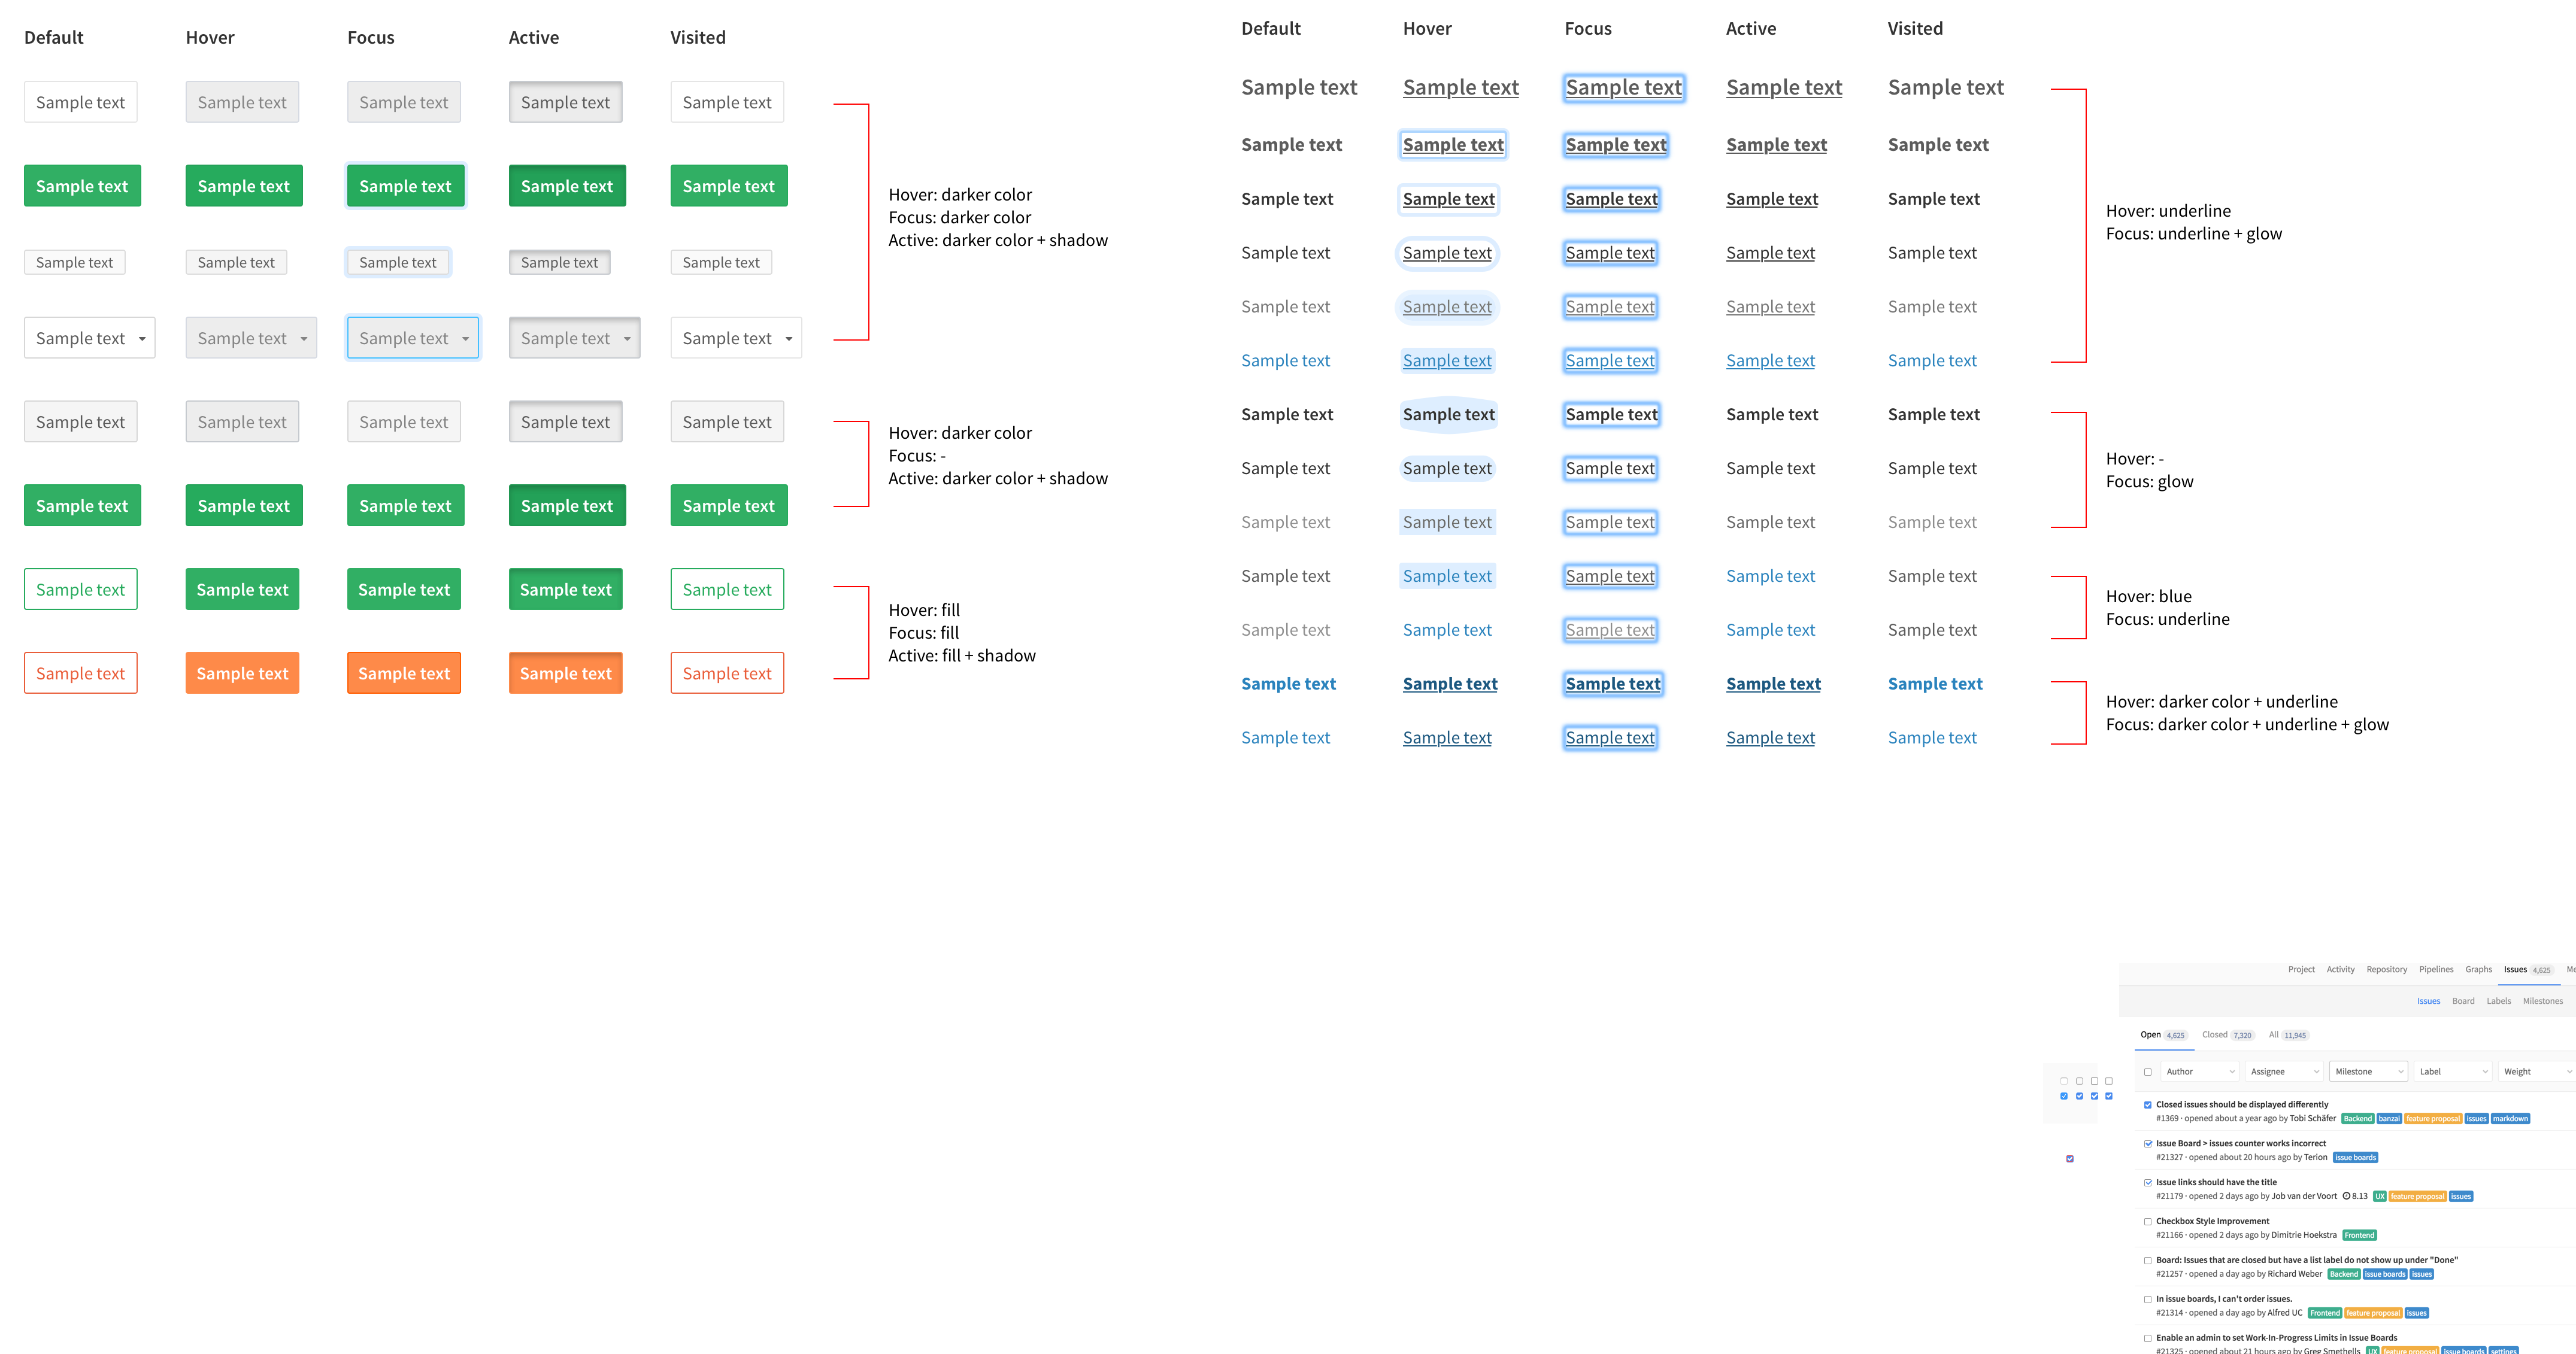 Default Hover Focus Active Visited
Sample text Sample text Sample text Sample text Sample text
Sample text Sample text Sample text Sample text Sample text
Sample text Sample text Sample text Sample text Sample text
Sample text Sample text Sample text Sample text Sample text
Hover: darker color
Focus: darker color
Active: darker color + shadow
Sample text Sample text Sample text Sample text Sample text
Sample text Sample text Sample text Sample text Sample text
Hover: darker color
Focus: -
Active: darker color + shadow
Sample text Sample text Sample text Sample text Sample text
Sample text Sample text Sample text Sample text Sample text
Hover: fill
Focus: fill
Active: fill + shadow
Default Hover Focus Active Visited
Sample text Sample text Sample text Sample text Sample text
Sample text Sample text Sample text Sample text Sample text
Sample text Sample text Sample text Sample text Sample text
Sample text Sample text Sample text Sample text Sample text
Sample text Sample text Sample text Sample text Sample text
Sample text Sample text Sample text Sample text Sample text
Hover: underline
Focus: underline + glow
Sample text Sample text Sample text Sample text Sample text
Sample text Sample text Sample text Sample text Sample text
Sample text Sample text Sample text Sample text Sample text
Hover: -
Focus: glow
Sample text Sample text Sample text Sample text Sample text
Sample text Sample text Sample text Sample text Sample text
Hover: blue
Focus: underline
Sample text Sample text Sample text Sample text Sample text
Sample text Sample text Sample text Sample text Sample text
Hover: darker color + underline
Focus: darker color + underline + glow
Project Activity Repository Pipelines Graphs Issues 4,625 Me
Issues Board Labels Milestones
Open 4,625 Closed 7,320 All 11,945
Author Assignee Milestone Label Weight
Closed issues should be displayed differently
#1369 · opened about a year ago by Tobi Schäfer Backend banzai feature proposal issues markdown
Issue Board > issues counter works incorrect
#21327 · opened about 20 hours ago by Terion issue boards
Issue links should have the title
#21179 · opened 2 days ago by Job van der Voort 8.13 UX feature proposal issues
Checkbox Style Improvement
#21166 · opened 2 days ago by Dimitrie Hoekstra Frontend
Board: Issues that are closed but have a list label do not show up under "Done"
#21257 · opened a day ago by Richard Weber Backend issue boards issues
In issue boards, I can't order issues.
#21314 · opened a day ago by Alfred UC Frontend feature proposal issues
Enable an admin to set Work-In-Progress Limits in Issue Boards
#21325 · opened about 21 hours ago by Greg Smethells UX feature proposal issue boards settings